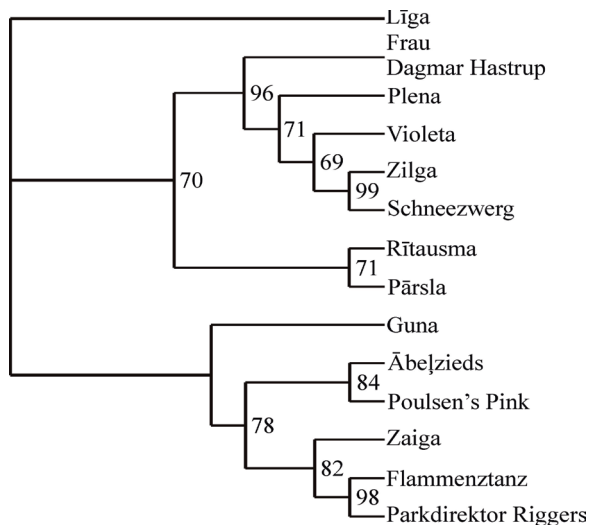 Līga
Frau
Dagmar Hastrup
96
Plena
71
Violeta
69
Zilga
99
Schneezwerg
70
Rītausma
71
Pārsla
Guna
Ābeļzieds
84
Poulsen's Pink
78
Zaiga
82
Flammenztanz
98
Parkdirektor Riggers